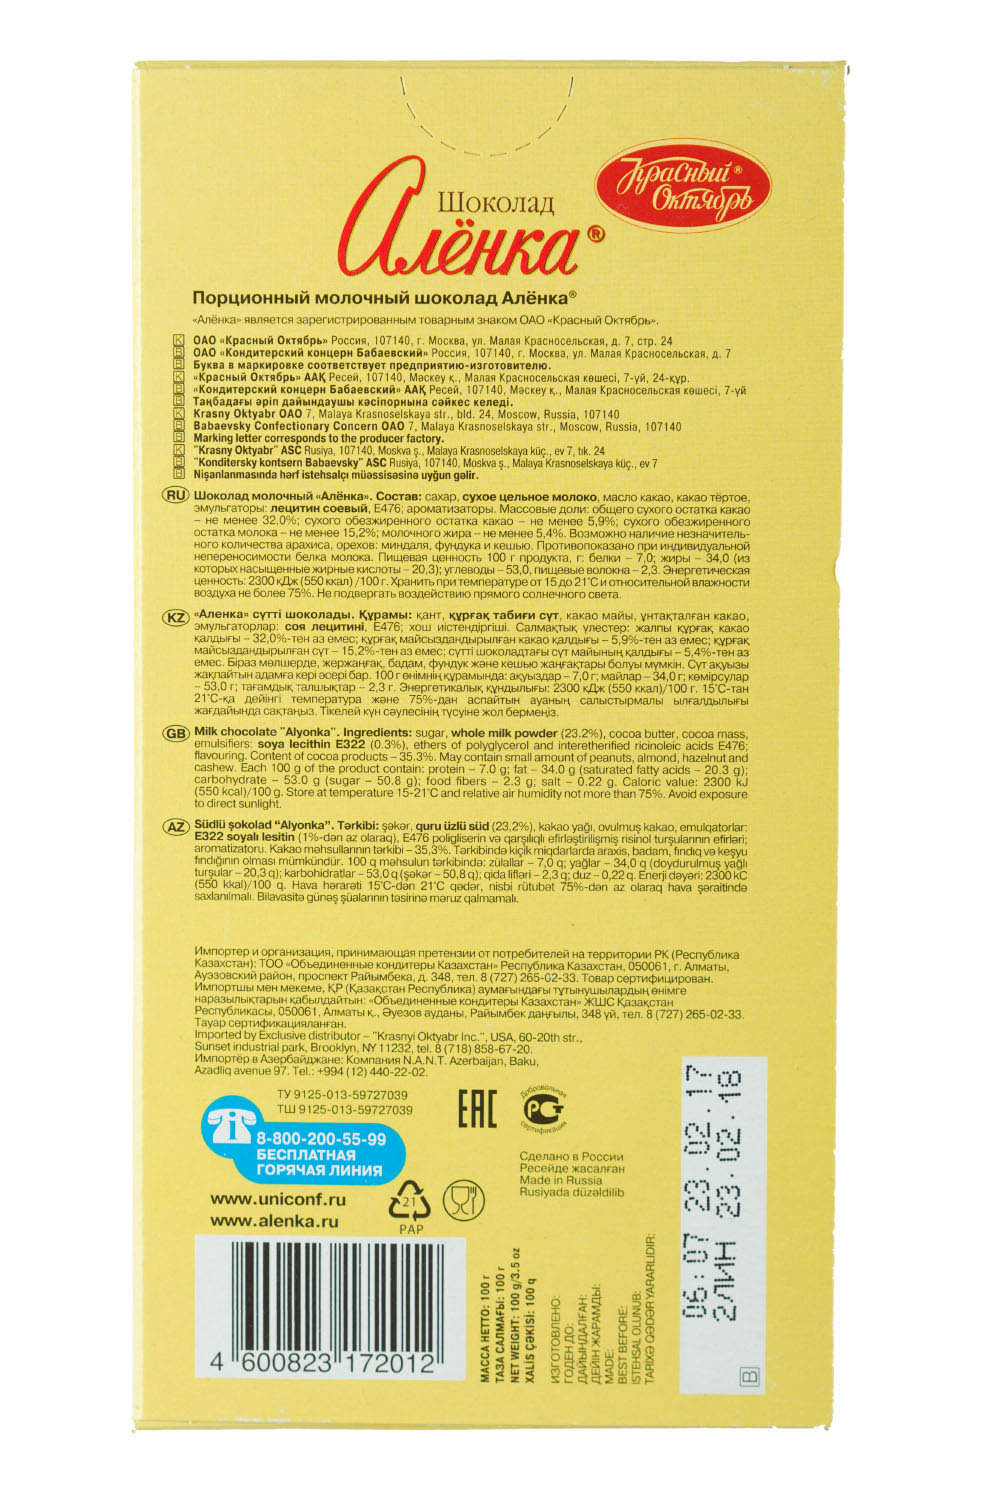 Шоколад
Алёнка®
Красный®
Октябрь
Порционный молочный шоколад Алёнка®
«Алёнка» является зарегистрированным товарным знаком ОАО «Красный Октябрь».
К ОАО «Красный Октябрь» Россия, 107140, г. Москва, ул. Малая Красносельская, д. 7, стр. 24
В ОАО «Кондитерский концерн Бабаевский» Россия, 107140, г. Москва, ул. Малая Красносельская, д. 7
В Буква в маркировке соответствует предприятию-изготовителю.
К «Красный Октябрь» ААҚ Ресей, 107140, Мәскеу қ., Малая Красносельская көшесі, 7-үй, 24-құр.
В «Кондитерский концерн Бабаевский» ААҚ Ресей, 107140, Мәскеу қ., Малая Красносельская көшесі, 7-үй
В Таңбадағы әріп дайындаушы кәсіпорнына сәйкес келеді.
К Krasny Oktyabr OAO 7, Malaya Krasnoselskaya str., bld. 24, Moscow, Russia, 107140
В Babaevsky Confectionary Concern OAO 7, Malaya Krasnoselskaya str., Moscow, Russia, 107140
В Marking letter corresponds to the producer factory.
К "Krasny Oktyabr" ASC Rusiya, 107140, Moskva ş., Malaya Krasnoselskaya küç., ev 7, tik. 24
В "Konditersky kontsern Babaevsky" ASC Rusiya, 107140, Moskva ş., Malaya Krasnoselskaya küç., ev 7
В Nişanlanmasında hərf istehsalçı müəssisəsinə uyğun gəlir.
RU Шоколад молочный «Алёнка». Состав: сахар, сухое цельное молоко, масло какао, какао тёртое,
эмульгаторы: лецитин соевый, Е476; ароматизаторы. Массовые доли: общего сухого остатка какао
– не менее 32,0%; сухого обезжиренного остатка какао – не менее 5,9%; сухого обезжиренного
остатка молока – не менее 15,2%; молочного жира – не менее 5,4%. Возможно наличие незначитель-
ного количества арахиса, орехов: миндаля, фундука и кешью. Противопоказано при индивидуальной
непереносимости белка молока. Пищевая ценность 100 г продукта, г: белки – 7,0; жиры – 34,0 (из
которых насыщенные жирные кислоты – 20,3); углеводы – 53,0, пищевые волокна – 2,3. Энергетическая
ценность: 2300 кДж (550 ккал) /100 г. Хранить при температуре от 15 до 21˚С и относительной влажности
воздуха не более 75%. Не подвергать воздействию прямого солнечного света.
KZ «Аленка» сүтті шоколады. Құрамы: қант, құрғақ табиғи сүт, какао майы, ұнтақталған какао,
эмульгаторлар: соя лецитині, Е476; хош иістендіргіші. Салмақтық үлестер: жалпы құрғақ какао
қалдығы – 32,0%-тен аз емес; құрғақ майсыздандырылған какао қалдығы – 5,9%-тен аз емес; құрғақ
майсыздандырылған сүт – 15,2%-тен аз емес; сүтті шоколадтағы сүт майының қалдығы – 5,4%-тен аз
емес. Біраз мөлшерде, жержаңғақ, бадам, фундук және кешью жаңғақтары болуы мүмкін. Сүт ақуызы
жақпайтын адамға кері әсері бар. 100 г өнімнің құрамында: ақуыздар – 7,0 г; майлар – 34,0 г; көмірсулар
– 53,0 г; тағамдық талшықтар – 2,3 г. Энергетикалық құндылығы: 2300 кДж (550 ккал)/100 г. 15˚С-тан
21˚С-қа дейінгі температура және 75%-дан аспайтын ауаның салыстырмалы ылғалдылығы
жағдайында сақтаңыз. Тікелей күн сәулесінің түсуіне жол бермеңіз.
GB Milk chocolate "Alyonka". Ingredients: sugar, whole milk powder (23.2%), cocoa butter, cocoa mass,
emulsifiers: soya lecithin E322 (0.3%), ethers of polyglycerol and interetherified ricinoleic acids E476;
flavouring. Content of cocoa products – 35.3%. May contain small amount of peanuts, almond, hazelnut and
cashew. Each 100 g of the product contain: protein – 7.0 g; fat – 34.0 g (saturated fatty acids – 20.3 g);
carbohydrate – 53.0 g (sugar – 50.8 g); food fibers – 2.3 g; salt – 0.22 g. Caloric value: 2300 kJ
(550 kcal)/100 g. Store at temperature 15-21˚C and relative air humidity not more than 75%. Avoid exposure
to direct sunlight.
AZ Südlü şokolad "Alyonka". Tərkibi: şəkər, quru üzlü süd (23,2%), kakao yağı, ovulmuş kakao, emulqatorlar:
E322 soyalı lesitin (1%-dən az olaraq), E476 poligliserin və qarşılıqlı efirləştirilişmiş risinol turşularının efirləri;
aromatizatoru. Kakao məhsullarının tərkibi – 35,3%. Tərkibində kiçik miqdarlarda araxis, badam, fındıq və keşyu
fındığının olması mümkündür. 100 q məhsulun tərkibində: zülallar – 7,0 q; yağlar – 34,0 q (doydurulmuş yağlı
turşular – 20,3 q); karbohidratlar – 53,0 q (şəkər – 50,8 q); qida lifləri – 2,3 q; duz – 0,22 q. Enerji dəyəri: 2300 kC
(550 kkal)/100 q. Hava hərarəti 15˚C-dən 21˚C qədər, nisbi rütubət 75%-dən az olaraq hava şəraitində
saxlanılmalı. Bilavasitə günəş şüalarının təsirinə məruz qalmamalı.
Импортер и организация, принимающая претензии от потребителей на территории РК (Республика
Казахстан): ТОО «Объединенные кондитеры Казахстан» Республика Казахстан, 050061, г. Алматы,
Ауэзовский район, проспект Райымбека, д. 348, тел. 8 (727) 265-02-33. Товар сертифицирован.
Импортшы мен мекеме, ҚР (Қазақстан Республика) аумағындағы тұтынушылардың өнімге
наразылықтарын қабылдайтын: «Объединенные кондитеры Казахстан» ЖШС Қазақстан
Республикасы, 050061, Алматы қ., Әуезов ауданы, Райымбек даңғылы, 348 үй, тел. 8 (727) 265-02-33.
Тауар сертификацияланған.
Imported by Exclusive distributor – "Krasnyi Oktyabr Inc.", USA, 60-20th str.,
Sunset industrial park, Brooklyn, NY 11232, tel. 8 (718) 858-67-20.
Импортёр в Азербайджане: Компания N.A.N.T. Azerbaijan, Baku,
Azadliq avenue 97. Tel.: +994 (12) 440-22-02.
ТУ 9125-013-59727039
ТШ 9125-013-59727039
8-800-200-55-99
БЕСПЛАТНАЯ
ГОРЯЧАЯ ЛИНИЯ
www.uniconf.ru
www.alenka.ru
EAC
Добровольная
РСТ
сертификация
Сделано в России
Ресейде жасалған
Made in Russia
Rusiyada düzəldilib
21
PAP
4 600823 172012
МАССА НЕТТО: 100 г
ТАЗА САЛМАҒЫ: 100 г
NET WEIGHT: 100 g/3.5 oz
XALİS ÇƏKİSİ: 100 q
ИЗГОТОВЛЕНО:
ГОДЕН ДО:
ДАЙЫНДАЛҒАН:
ДЕЙІН ЖАРАМДЫ:
MADE:
BEST BEFORE:
İSTEHSAL OLUNUB:
TARİXƏ QƏDƏR YARARLIDIR:
06:07 23.02.17
2ЛИН 23.02.18
В